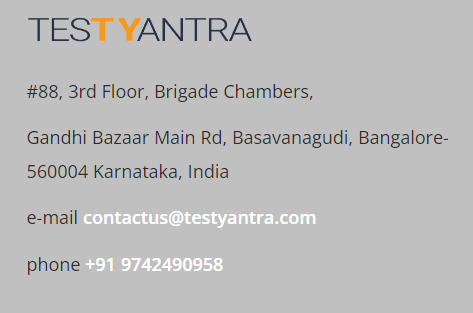 TESTYANTRA
#88, 3rd Floor, Brigade Chambers,
Gandhi Bazaar Main Rd, Basavanagudi, Bangalore-
560004 Karnataka, India
e-mail contactus@testyantra.com
phone +91 9742490958